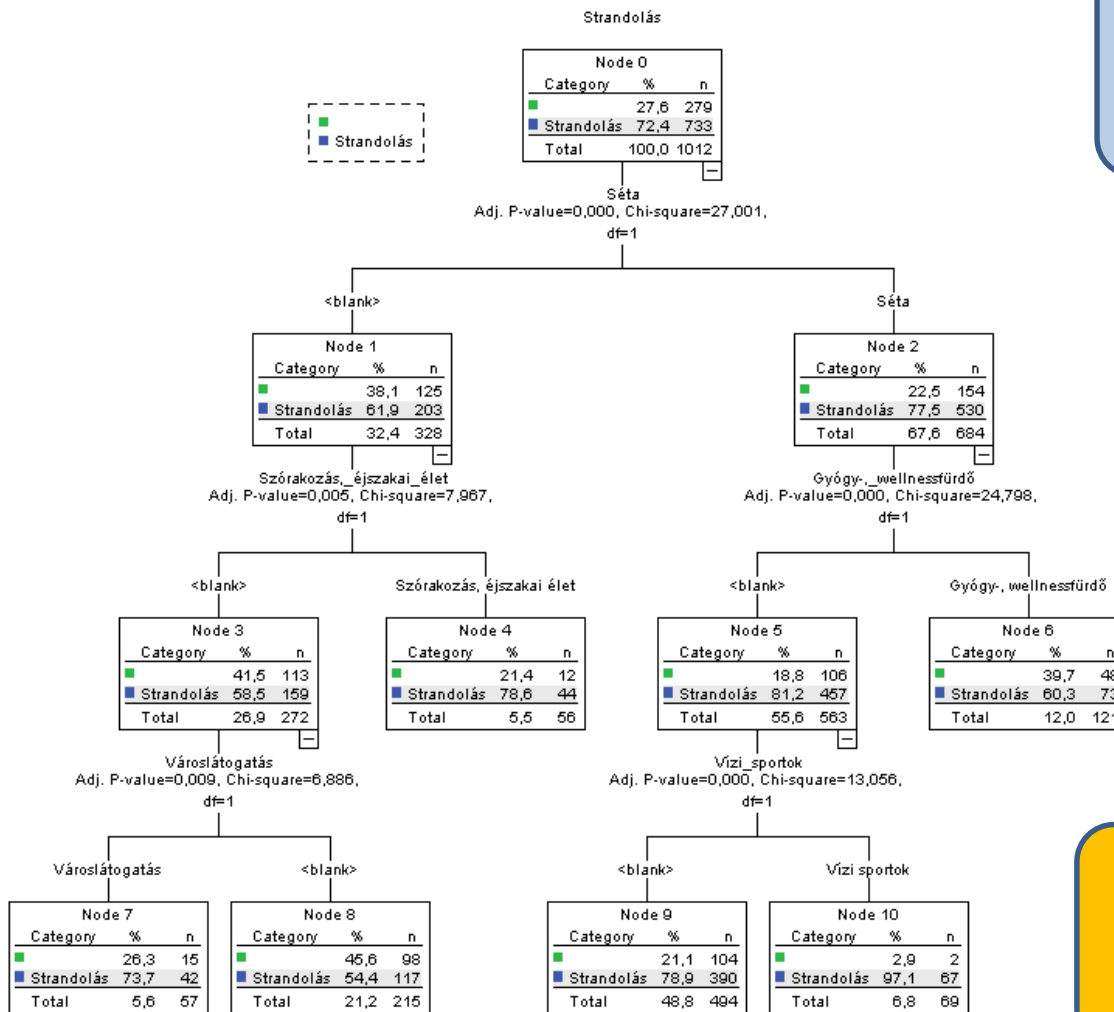 Strandolás
Node 0
Category % n
27,6 279
Strandolás 72,4 733
Total 100,0 1012
Strandolás
Séta
Adj. P-value=0,000, Chi-square=27,001,
df=1
<blank>
Séta
Node 1
Category % n
38,1 125
Strandolás 61,9 203
Total 32,4 328
Node 2
Category % n
22,5 154
Strandolás 77,5 530
Total 67,6 684
Szórakozás,_éjszakai_élet
Adj. P-value=0,005, Chi-square=7,967,
df=1
Gyógy-,_wellnessfürdő
Adj. P-value=0,000, Chi-square=24,798,
df=1
<blank>
Szórakozás, éjszakai élet
<blank>
Gyógy-, wellnessfürdő
Node 3
Category % n
41,5 113
Strandolás 58,5 159
Total 26,9 272
Node 4
Category % n
21,4 12
Strandolás 78,6 44
Total 5,5 56
Node 5
Category % n
18,8 106
Strandolás 81,2 457
Total 55,6 563
Node 6
Category % n
39,7 48
Strandolás 60,3 73
Total 12,0 121
Városlátogatás
Adj. P-value=0,009, Chi-square=6,886,
df=1
Vízi_sportok
Adj. P-value=0,000, Chi-square=13,056,
df=1
Városlátogatás
<blank>
<blank>
Vízi sportok
Node 7
Category % n
26,3 15
Strandolás 73,7 42
Total 5,6 57
Node 8
Category % n
45,6 98
Strandolás 54,4 117
Total 21,2 215
Node 9
Category % n
21,1 104
Strandolás 78,9 390
Total 48,8 494
Node 10
Category % n
2,9 2
Strandolás 97,1 67
Total 6,8 69